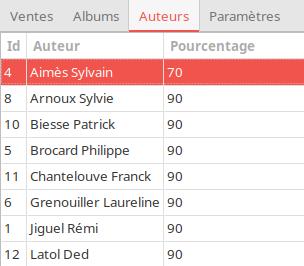 Ventes Albums Auteurs Paramètres
Id Auteur Pourcentage
4 Aimès Sylvain 70
8 Arnoux Sylvie 90
10 Biesse Patrick 90
5 Brocard Philippe 90
11 Chantelouve Franck 90
6 Grenouiller Laureline 90
1 Jiguel Rémi 90
12 Latol Ded 90